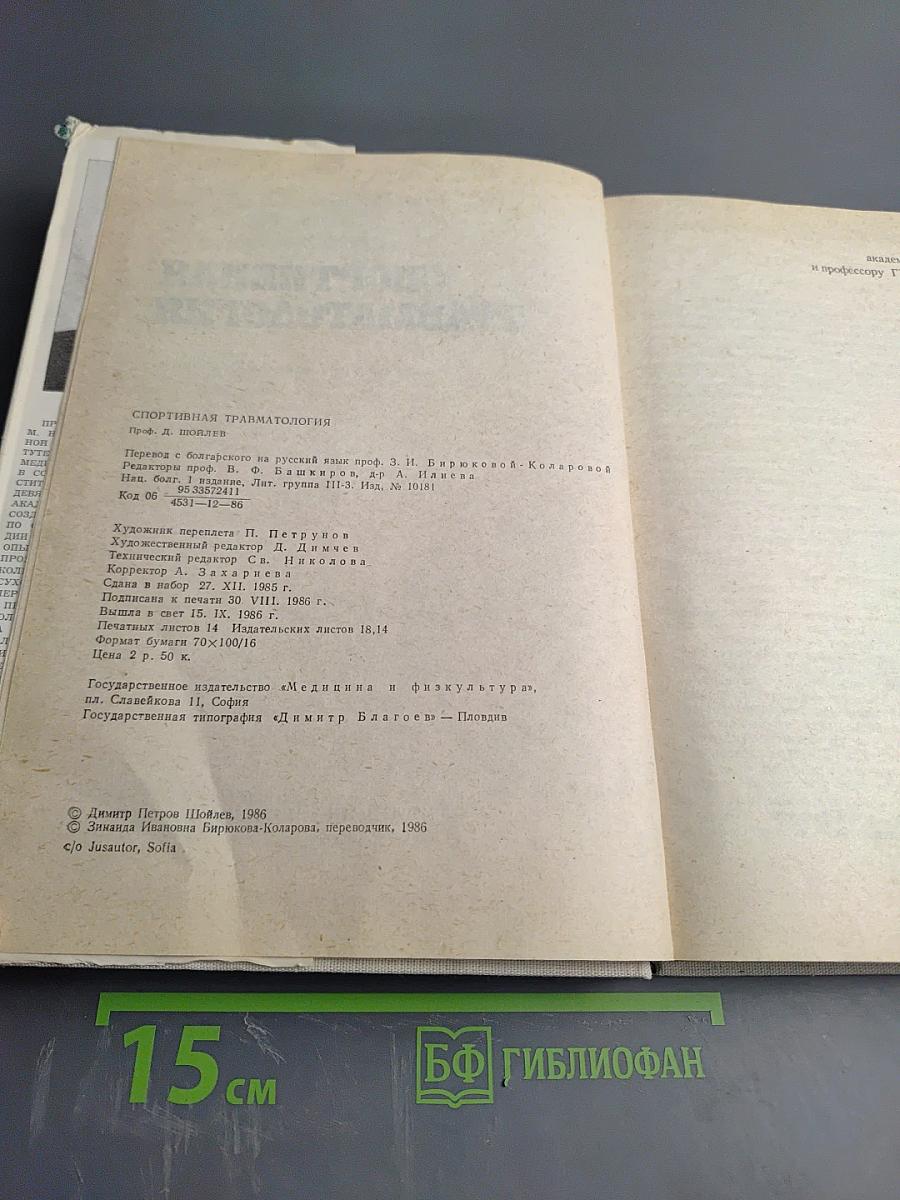 СПОРТИВНАЯ ТРАВМАТОЛОГИЯ
Проф. Д. ШОЙЛЕВ
Перевод с болгарского на русский язык проф. З. И. Бирюковой-Коларовой
Редакторы проф. В. Ф. Башкиров, д-р А. Илиева
Нац. болг. 1 издание, Лит. группа III-3. Изд. № 10181
Код 06 9533572411
4531—12—86
Художник переплета П. Петрунов
Художественный редактор Д. Димчев
Технический редактор Св. Николова
Корректор А. Захариева
Сдана в набор 27. XII. 1985 г.
Подписана к печати 30 VIII. 1986 г.
Вышла в свет 15. IX. 1986 г.
Печатных листов 14 Издательских листов 18,14
Формат бумаги 70×100/16
Цена 2 р. 50 к.
Государственное издательство «Медицина и физкультура»,
пл. Славейкова 11, София
Государственная типография «Димитр Благоев» — Пловдив
© Димитр Петров Шойлев, 1986
© Зинаида Ивановна Бирюкова-Коларова, переводчик, 1986
c/o Jusautor, Sofia
и профессору
15 см
БФ ГИБЛИОФАН